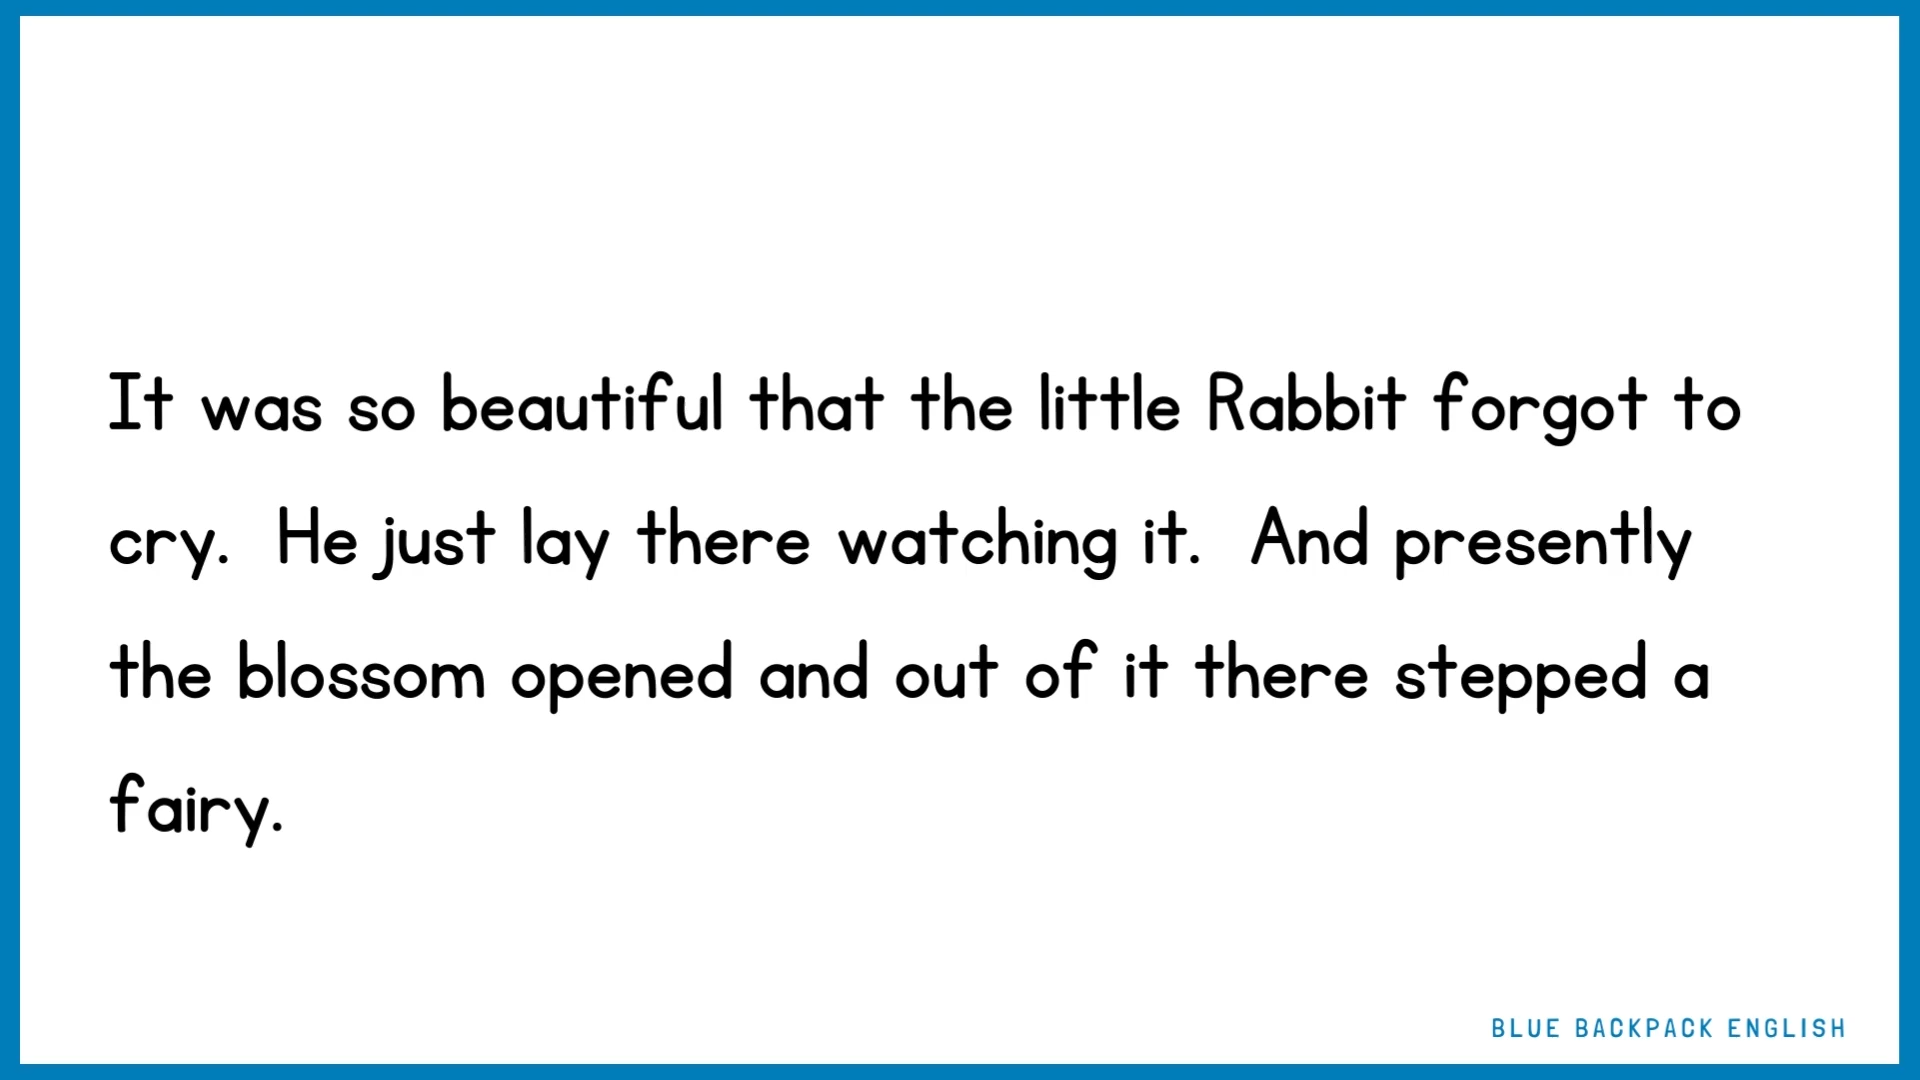 It was so beautiful that the little Rabbit forgot to
cry.  He just lay there watching it.  And presently
the blossom opened and out of it there stepped a
fairy.
BLUE BACKPACK ENGLISH